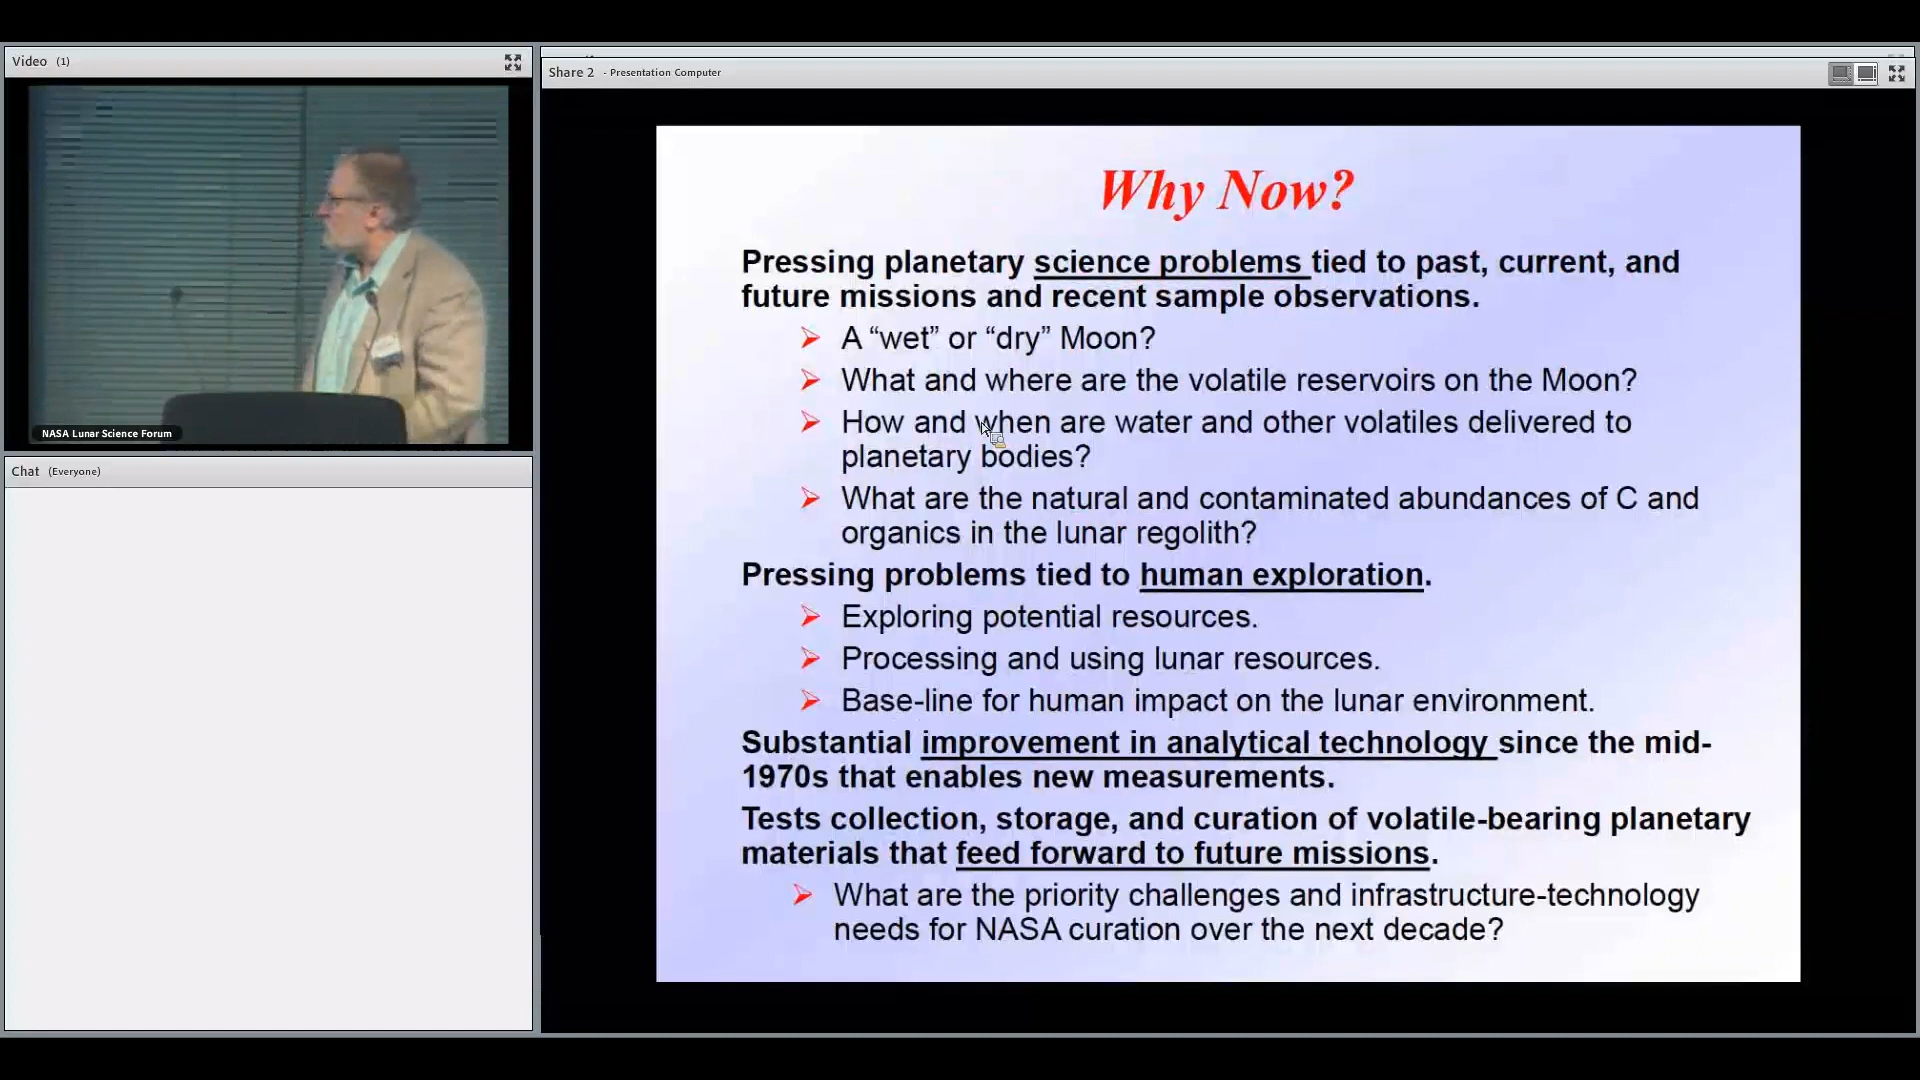 Video (1)
NASA Lunar Science Forum
Chat (Everyone)
Share 2 - Presentation Computer
Why Now?
Pressing planetary science problems tied to past, current, and
future missions and recent sample observations.
A “wet” or “dry” Moon?
What and where are the volatile reservoirs on the Moon?
How and when are water and other volatiles delivered to
planetary bodies?
What are the natural and contaminated abundances of C and
organics in the lunar regolith?
Pressing problems tied to human exploration.
Exploring potential resources.
Processing and using lunar resources.
Base-line for human impact on the lunar environment.
Substantial improvement in analytical technology since the mid-
1970s that enables new measurements.
Tests collection, storage, and curation of volatile-bearing planetary
materials that feed forward to future missions.
What are the priority challenges and infrastructure-technology
needs for NASA curation over the next decade?